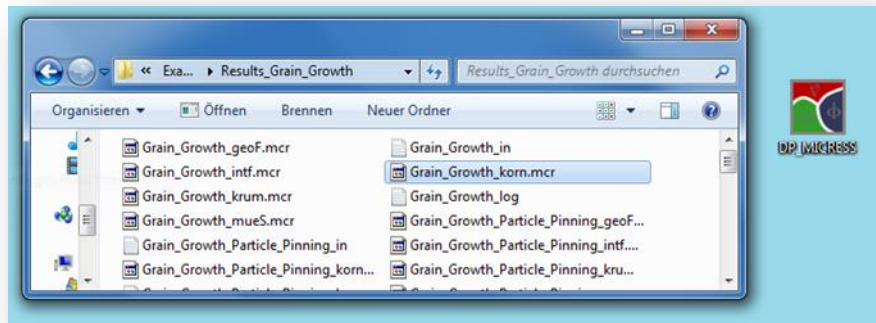 « Exa... ▸ Results_Grain_Growth
Results_Grain_Growth durchsuchen
Organisieren Öffnen Brennen Neuer Ordner
Grain_Growth_geoF.mcr Grain_Growth_in
Grain_Growth_intf.mcr Grain_Growth_korn.mcr
Grain_Growth_krum.mcr Grain_Growth_log
Grain_Growth_mueS.mcr Grain_Growth_Particle_Pinning_geoF...
Grain_Growth_Particle_Pinning_in Grain_Growth_Particle_Pinning_intf....
Grain_Growth_Particle_Pinning_korn... Grain_Growth_Particle_Pinning_kru...
DP_MICRESS